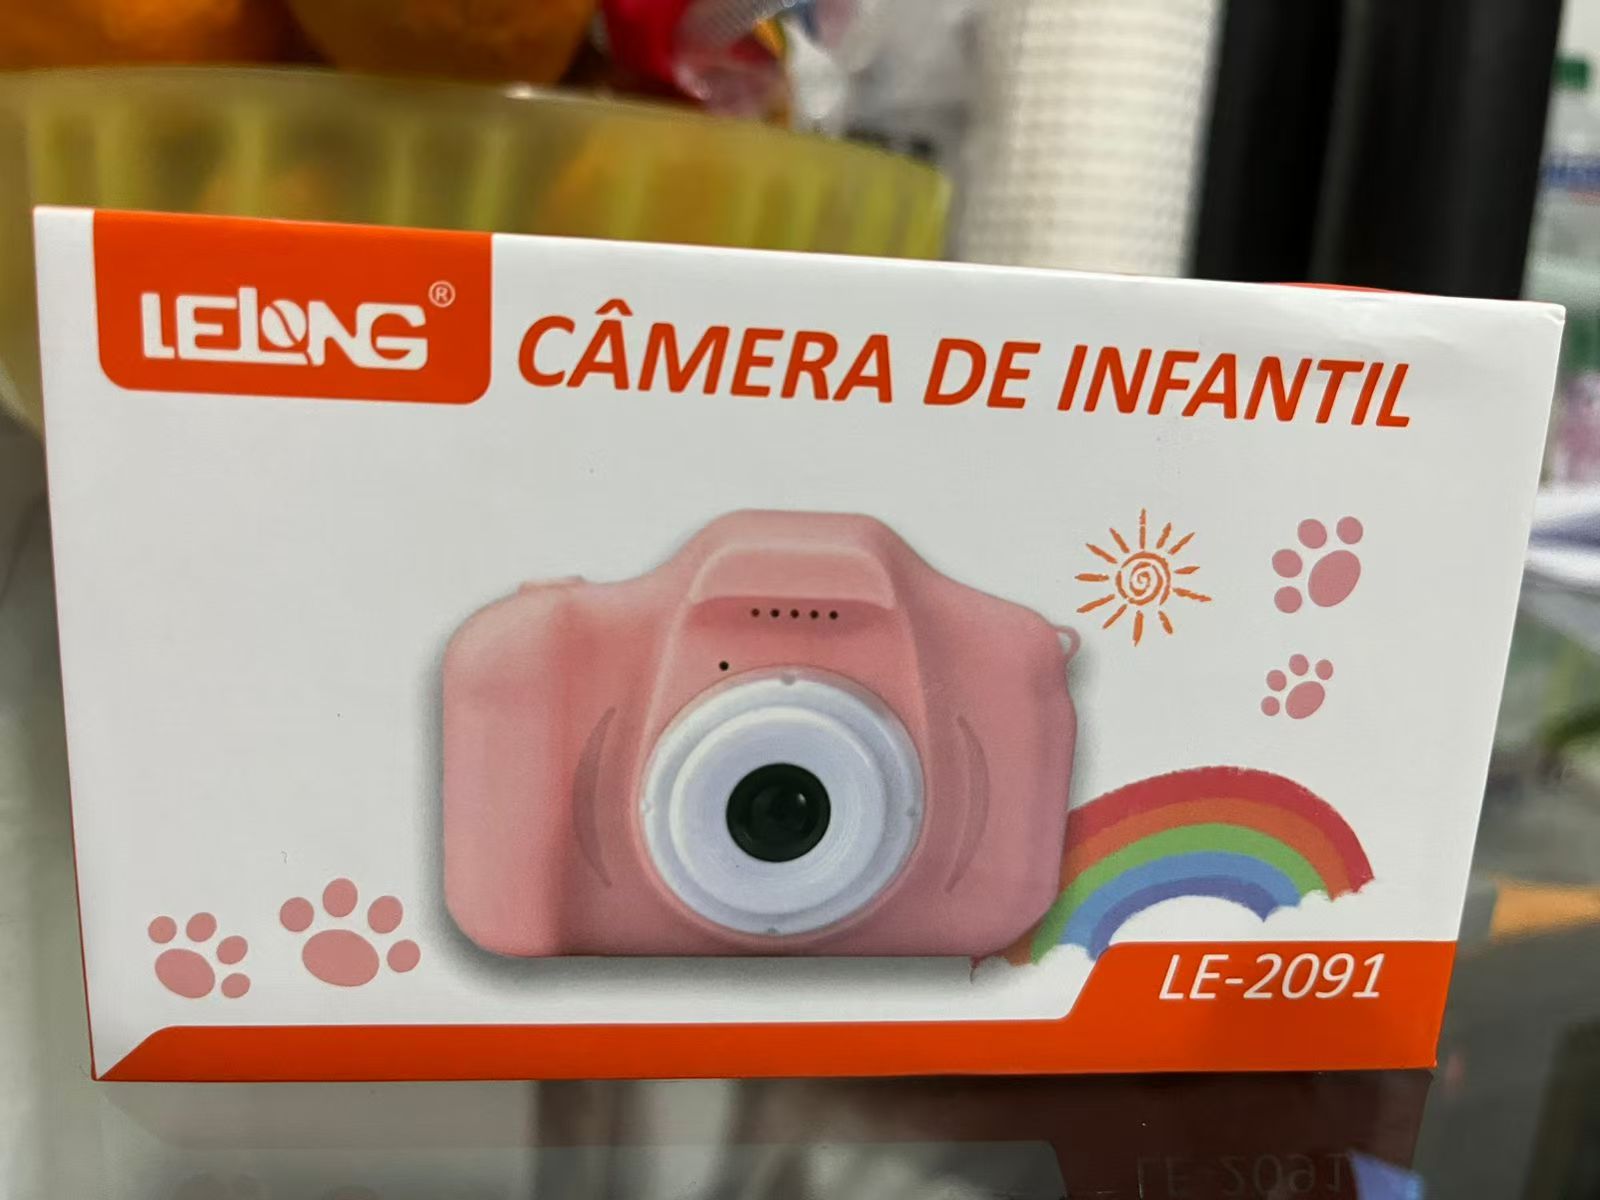 LELONG®
CÂMERA DE INFANTIL
LE-2091